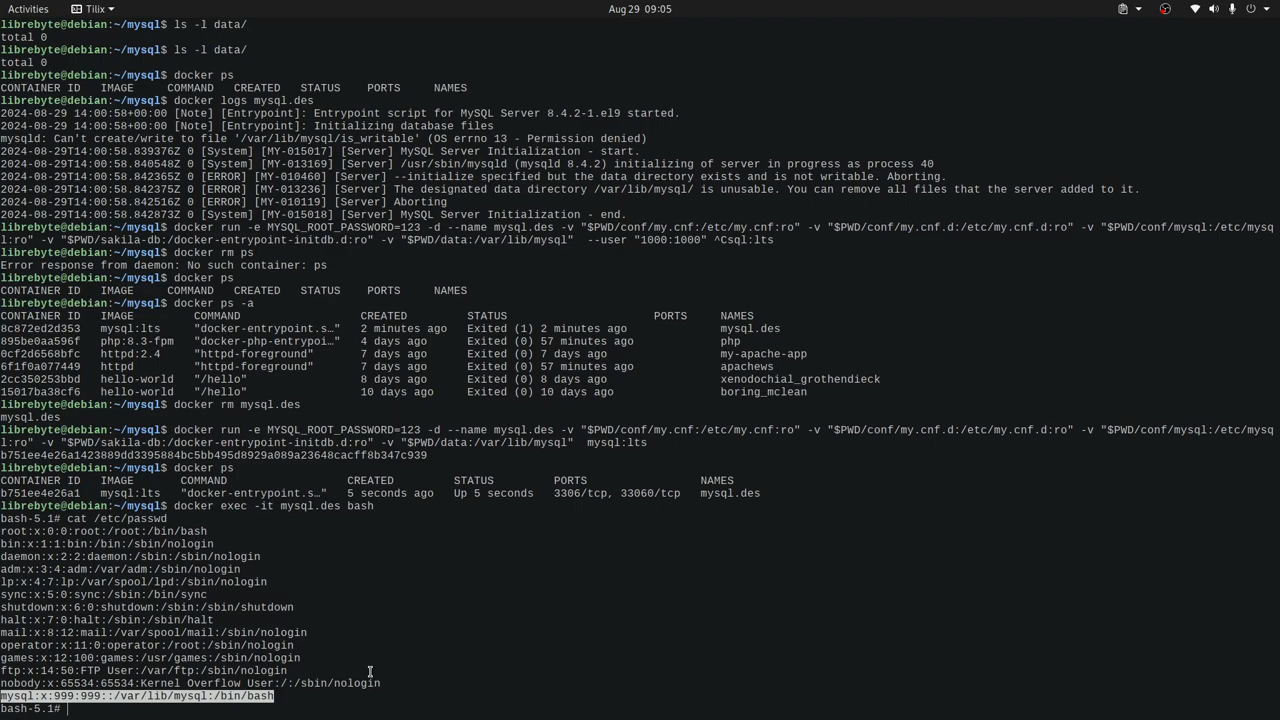 Activities Tilix Aug 29 09:05
librebyte@debian:~/mysql$ ls -l data/
total 0
librebyte@debian:~/mysql$ ls -l data/
total 0
librebyte@debian:~/mysql$ docker ps
CONTAINER ID   IMAGE     COMMAND   CREATED   STATUS    PORTS     NAMES
librebyte@debian:~/mysql$ docker logs mysql.des
2024-08-29 14:00:58+00:00 [Note] [Entrypoint]: Entrypoint script for MySQL Server 8.4.2-1.el9 started.
2024-08-29 14:00:58+00:00 [Note] [Entrypoint]: Initializing database files
mysqld: Can't create/write to file '/var/lib/mysql/is_writable' (OS errno 13 - Permission denied)
2024-08-29T14:00:58.839376Z 0 [System] [MY-015017] [Server] MySQL Server Initialization - start.
2024-08-29T14:00:58.840548Z 0 [System] [MY-013169] [Server] /usr/sbin/mysqld (mysqld 8.4.2) initializing of server in progress as process 40
2024-08-29T14:00:58.842365Z 0 [ERROR] [MY-010460] [Server] --initialize specified but the data directory exists and is not writable. Aborting.
2024-08-29T14:00:58.842375Z 0 [ERROR] [MY-013236] [Server] The designated data directory /var/lib/mysql/ is unusable. You can remove all files that the server added to it.
2024-08-29T14:00:58.842516Z 0 [ERROR] [MY-010119] [Server] Aborting
2024-08-29T14:00:58.842873Z 0 [System] [MY-015018] [Server] MySQL Server Initialization - end.
librebyte@debian:~/mysql$ docker run -e MYSQL_ROOT_PASSWORD=123 -d --name mysql.des -v "$PWD/conf/my.cnf:/etc/my.cnf:ro" -v "$PWD/conf/my.cnf.d:/etc/my.cnf.d:ro" -v "$PWD/conf/mysql:/etc/mysq
l:ro" -v "$PWD/sakila-db:/docker-entrypoint-initdb.d:ro" -v "$PWD/data:/var/lib/mysql"  --user "1000:1000" ^Csql:lts
librebyte@debian:~/mysql$ docker rm ps
Error response from daemon: No such container: ps
librebyte@debian:~/mysql$ docker ps
CONTAINER ID   IMAGE     COMMAND   CREATED   STATUS    PORTS     NAMES
librebyte@debian:~/mysql$ docker ps -a
CONTAINER ID   IMAGE         COMMAND                  CREATED         STATUS                      PORTS     NAMES
8c872ed2d353   mysql:lts     "docker-entrypoint.s…"   2 minutes ago   Exited (1) 2 minutes ago              mysql.des
895be0aa596f   php:8.3-fpm   "docker-php-entrypoi…"   4 days ago      Exited (0) 57 minutes ago             php
0cf2d6568bfc   httpd:2.4     "httpd-foreground"       7 days ago      Exited (0) 7 days ago                 my-apache-app
6f1f0a077449   httpd         "httpd-foreground"       7 days ago      Exited (0) 57 minutes ago             apachews
2cc350253bbd   hello-world   "/hello"                 8 days ago      Exited (0) 8 days ago                 xenodochial_grothendieck
15017ba38cf6   hello-world   "/hello"                 10 days ago     Exited (0) 10 days ago                boring_mclean
librebyte@debian:~/mysql$ docker rm mysql.des
mysql.des
librebyte@debian:~/mysql$ docker run -e MYSQL_ROOT_PASSWORD=123 -d --name mysql.des -v "$PWD/conf/my.cnf:/etc/my.cnf:ro" -v "$PWD/conf/my.cnf.d:/etc/my.cnf.d:ro" -v "$PWD/conf/mysql:/etc/mysq
l:ro" -v "$PWD/sakila-db:/docker-entrypoint-initdb.d:ro" -v "$PWD/data:/var/lib/mysql"  mysql:lts
b751ee4e26a1423889dd3395884bc5bb495d8929a089a23648cacff8b347c939
librebyte@debian:~/mysql$ docker ps
CONTAINER ID   IMAGE       COMMAND                  CREATED         STATUS         PORTS                 NAMES
b751ee4e26a1   mysql:lts   "docker-entrypoint.s…"   5 seconds ago   Up 5 seconds   3306/tcp, 33060/tcp   mysql.des
librebyte@debian:~/mysql$ docker exec -it mysql.des bash
bash-5.1# cat /etc/passwd
root:x:0:0:root:/root:/bin/bash
bin:x:1:1:bin:/bin:/sbin/nologin
daemon:x:2:2:daemon:/sbin:/sbin/nologin
adm:x:3:4:adm:/var/adm:/sbin/nologin
lp:x:4:7:lp:/var/spool/lpd:/sbin/nologin
sync:x:5:0:sync:/sbin:/bin/sync
shutdown:x:6:0:shutdown:/sbin:/sbin/shutdown
halt:x:7:0:halt:/sbin:/sbin/halt
mail:x:8:12:mail:/var/spool/mail:/sbin/nologin
operator:x:11:0:operator:/root:/sbin/nologin
games:x:12:100:games:/usr/games:/sbin/nologin
ftp:x:14:50:FTP User:/var/ftp:/sbin/nologin
nobody:x:65534:65534:Kernel Overflow User:/:/sbin/nologin
mysql:x:999:999::/var/lib/mysql:/bin/bash
bash-5.1#